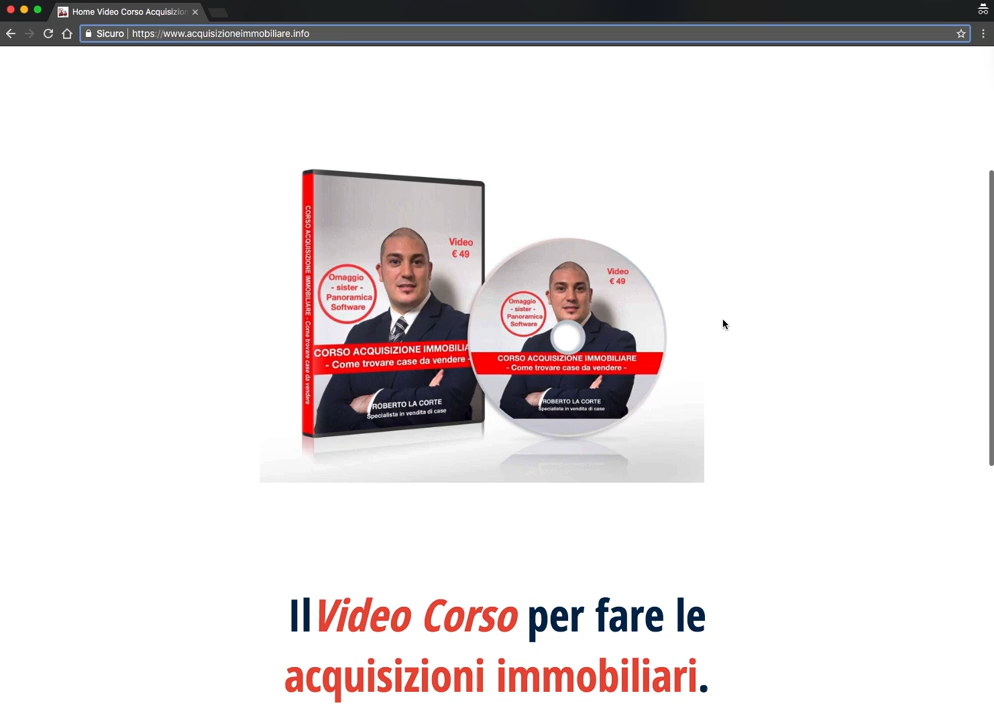 Home Video Corso Acquisizion
Sicuro | https://www.acquisizioneimmobiliare.info
CORSO ACQUISIZIONE IMMOBILIARE - Come trovare case da vendere
Video
€ 49
Omaggio
- sister -
Panoramica
Software
CORSO ACQUISIZIONE IMMOBILIA
- Come trovare case da vendere -
ROBERTO LA CORTE
Specialista in vendita di case
Video
€ 49
Omaggio
- sister -
Panoramica
Software
CORSO ACQUISIZIONE IMMOBILIARE
- Come trovare case da vendere -
ROBERTO LA CORTE
Specialista in vendita di case
Il Video Corso per fare le
acquisizioni immobiliari.